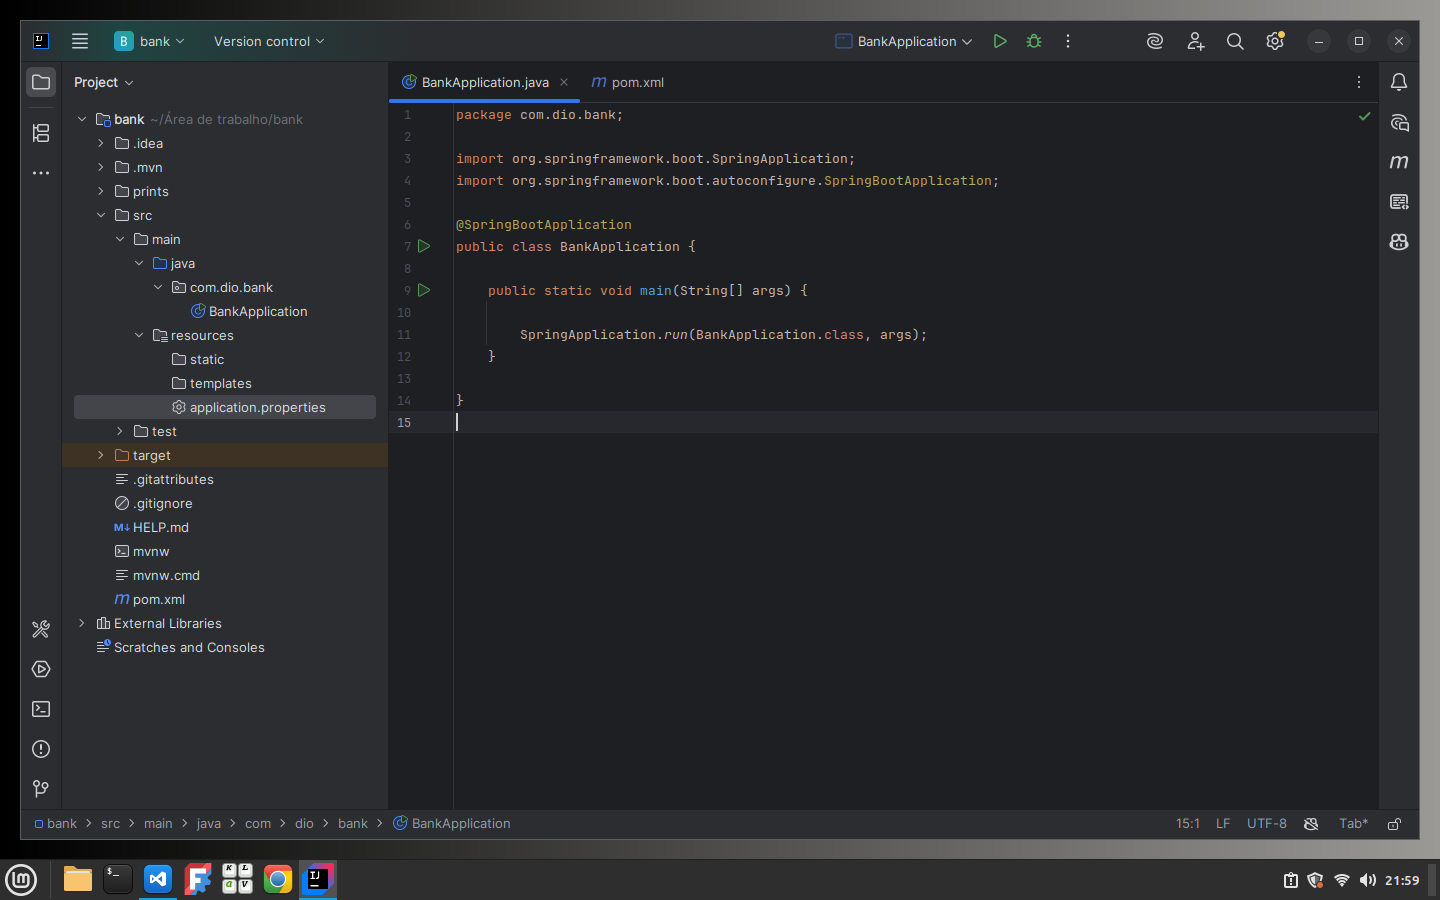 B bank Version control BankApplication
Project
BankApplication.java
pom.xml
bank ~/Área de trabalho/bank
.idea
.mvn
prints
src
main
java
com.dio.bank
BankApplication
resources
static
templates
application.properties
test
target
.gitattributes
.gitignore
M↓ HELP.md
mvnw
mvnw.cmd
m pom.xml
External Libraries
Scratches and Consoles
1 package com.dio.bank;
2
3 import org.springframework.boot.SpringApplication;
4 import org.springframework.boot.autoconfigure.SpringBootApplication;
5
6 @SpringBootApplication
7 public class BankApplication {
8
9 public static void main(String[] args) {
10
11 SpringApplication.run(BankApplication.class, args);
12 }
13
14 }
15
bank > src > main > java > com > dio > bank > BankApplication
15:1 LF UTF-8 Tab*
21:59